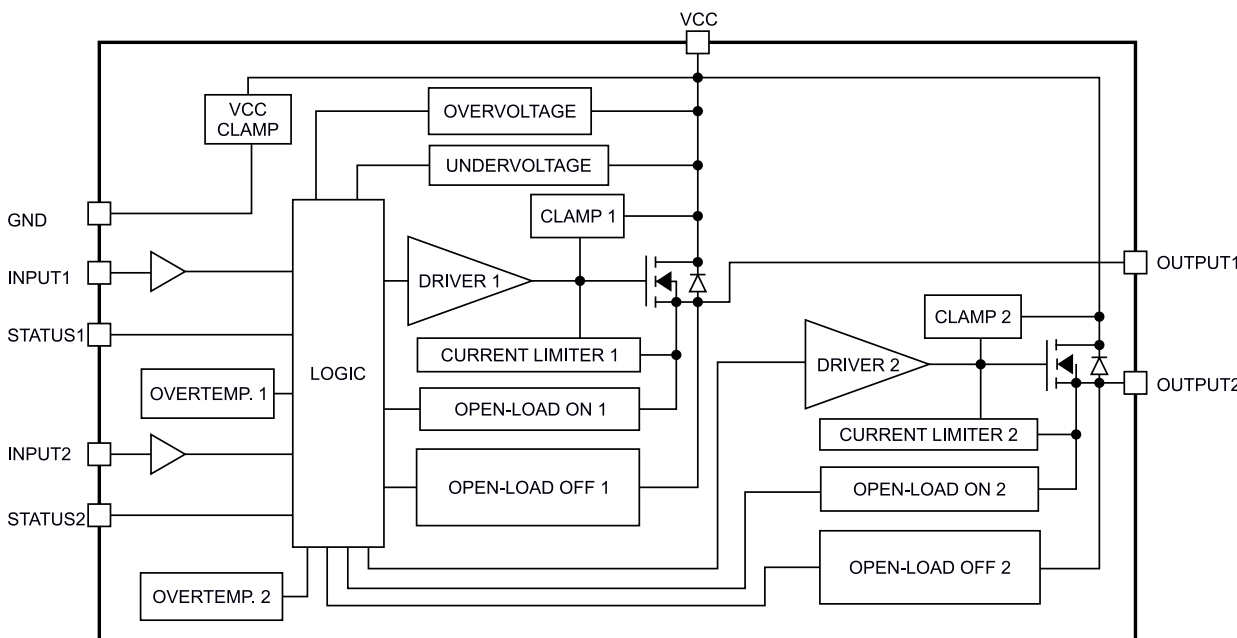 VCC
VCC
CLAMP
OVERVOLTAGE
UNDERVOLTAGE
GND
CLAMP 1
INPUT1
DRIVER 1
OUTPUT1
STATUS1
CLAMP 2
CURRENT LIMITER 1
DRIVER 2
LOGIC
OVERTEMP. 1
OPEN-LOAD ON 1
OUTPUT2
INPUT2
CURRENT LIMITER 2
OPEN-LOAD OFF 1
OPEN-LOAD ON 2
STATUS2
OPEN-LOAD OFF 2
OVERTEMP. 2